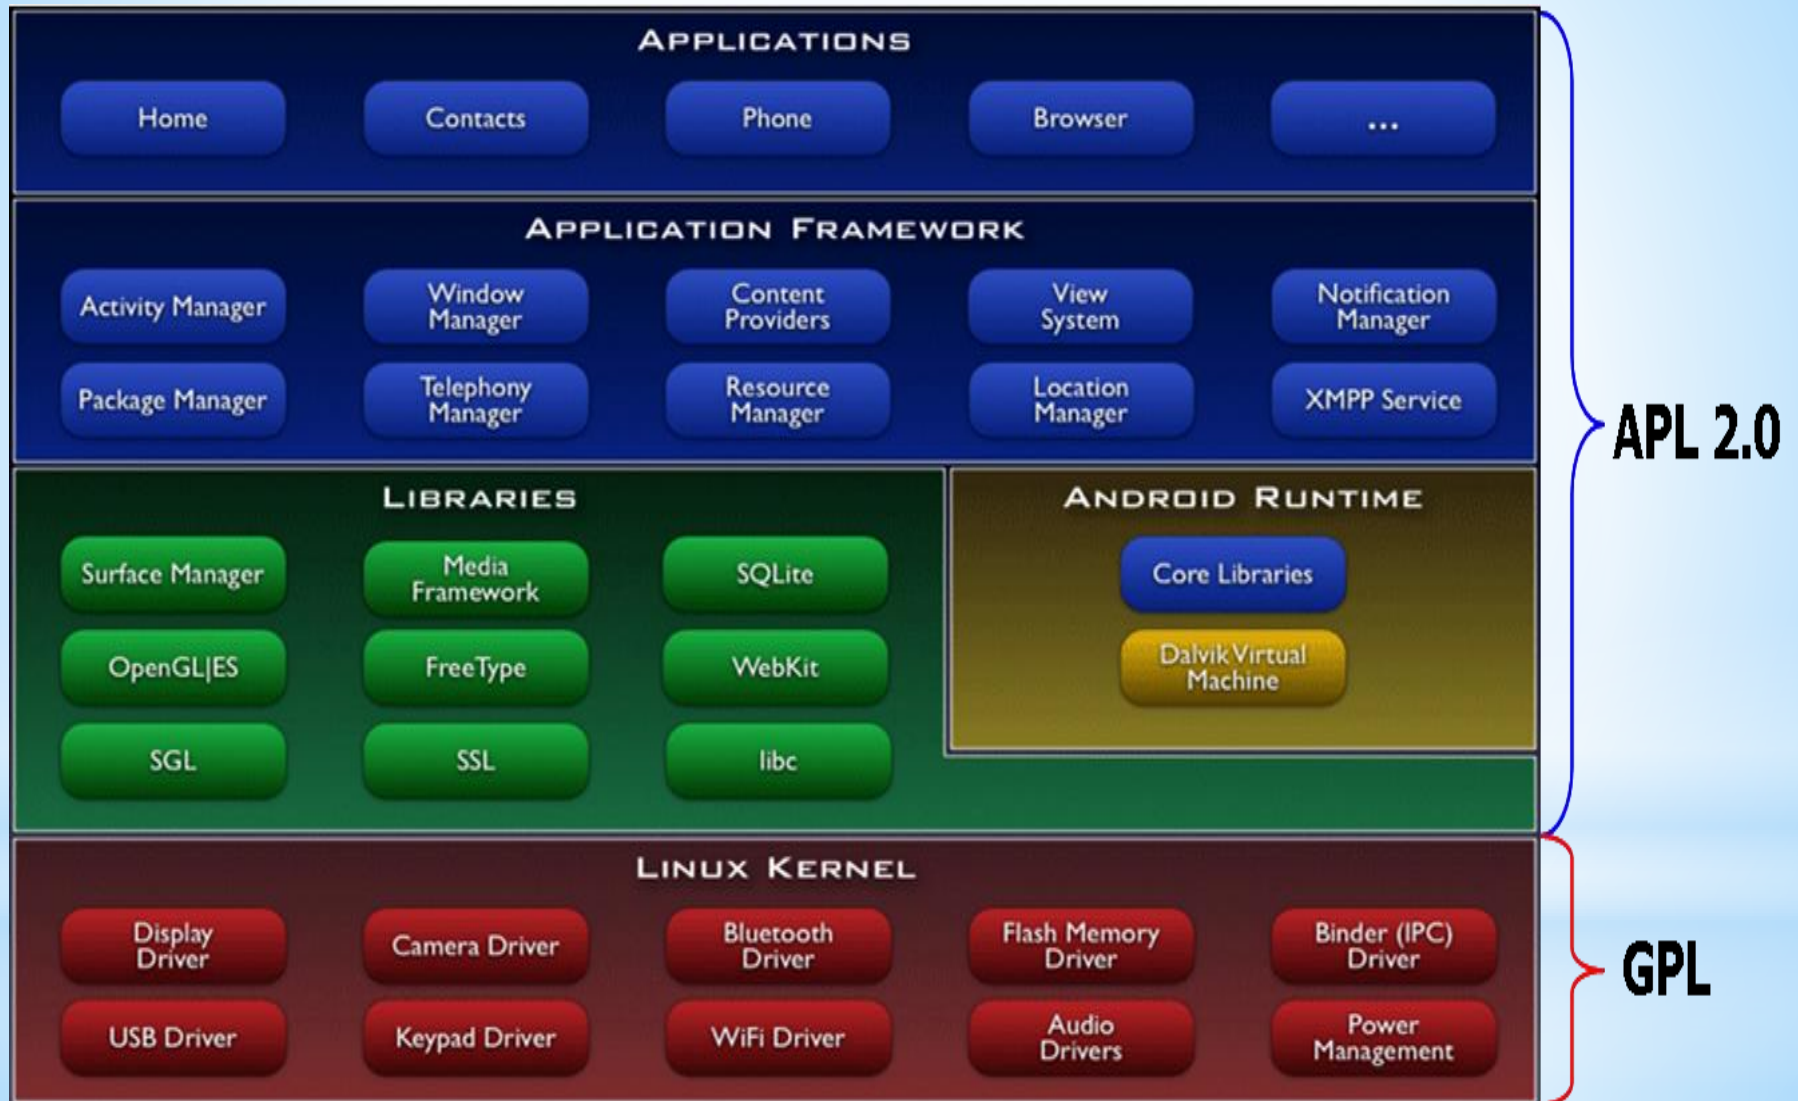 APPLICATIONS
Home
Contacts
Phone
Browser
...
APPLICATION FRAMEWORK
Activity Manager
Window
Manager
Content
Providers
View
System
Notification
Manager
Package Manager
Telephony
Manager
Resource
Manager
Location
Manager
XMPP Service
LIBRARIES
Surface Manager
Media
Framework
SQLite
OpenGL|ES
FreeType
WebKit
SGL
SSL
libc
ANDROID RUNTIME
Core Libraries
Dalvik Virtual
Machine
LINUX KERNEL
Display
Driver
Camera Driver
Bluetooth
Driver
Flash Memory
Driver
Binder (IPC)
Driver
USB Driver
Keypad Driver
WiFi Driver
Audio
Drivers
Power
Management
APL 2.0
GPL